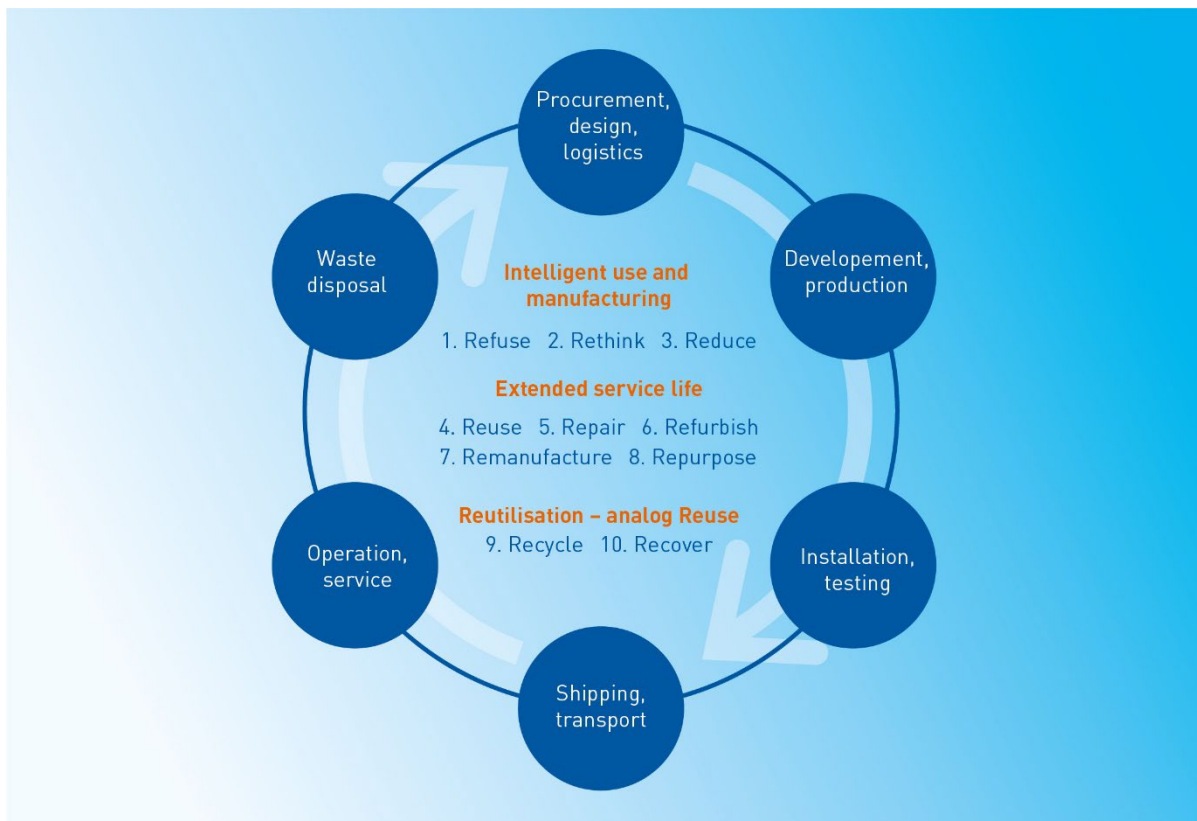 Procurement,
design,
logistics
Developement,
production
Installation,
testing
Shipping,
transport
Operation,
service
Waste
disposal
Intelligent use and
manufacturing
1. Refuse 2. Rethink 3. Reduce
Extended service life
4. Reuse 5. Repair 6. Refurbish
7. Remanufacture 8. Repurpose
Reutilisation – analog Reuse
9. Recycle 10. Recover